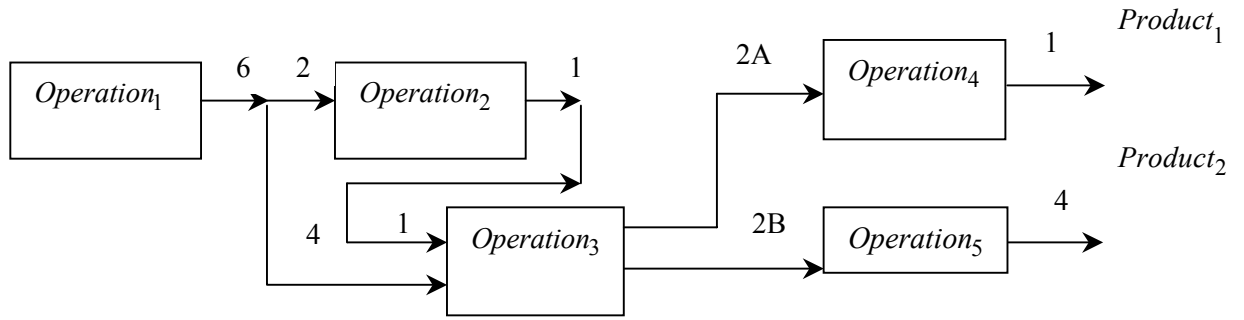 Product1
1
2A
6
2
1
Operation1
Operation2
Operation4
Product2
4
1
2B
4
Operation3
Operation5